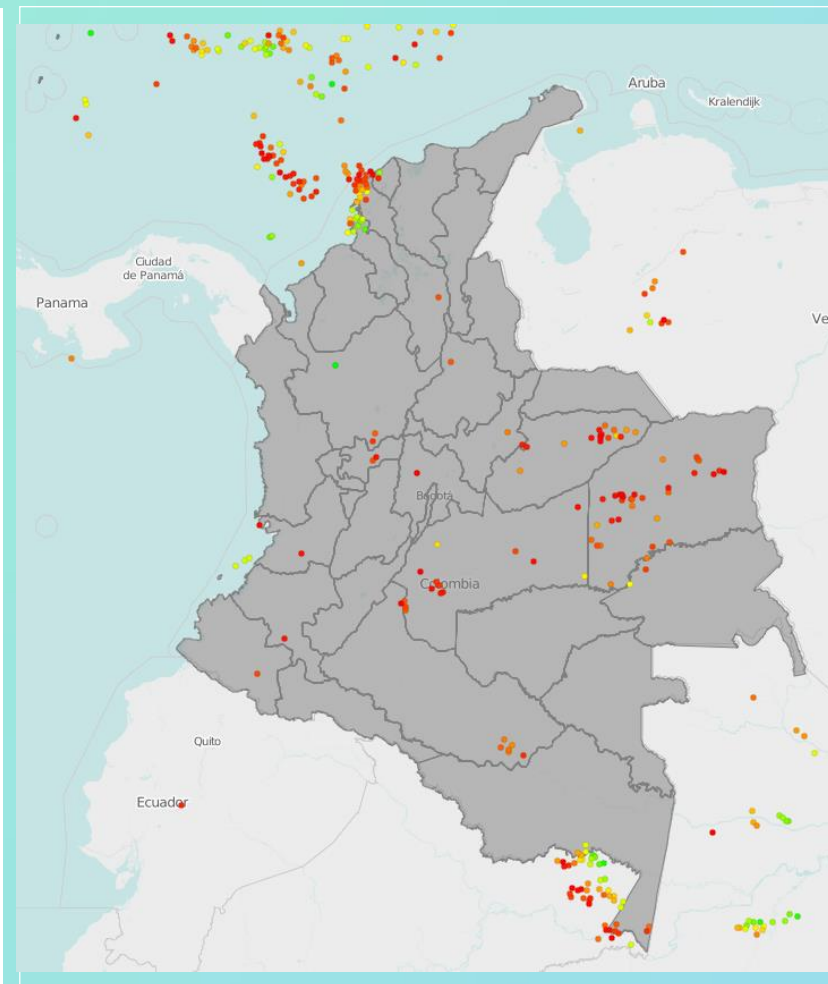 Aruba
Kralendijk
Ciudad
de Panamá
Panama
Ve
Bogotá
Colombia
Quito
Ecuador